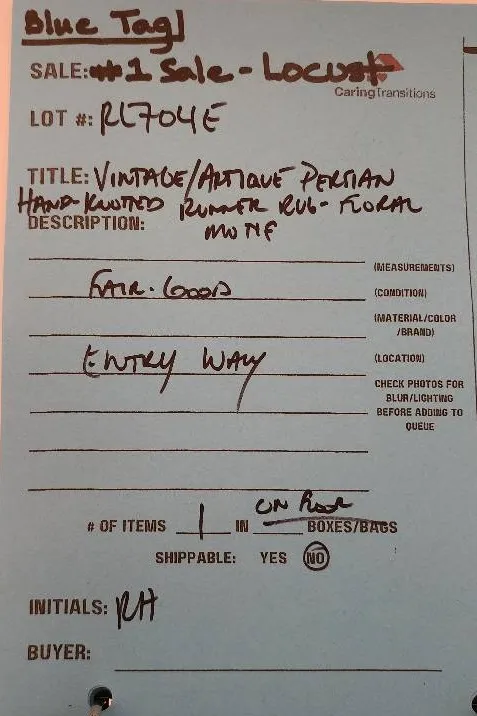 Blue Tag
SALE: #1 Sale - Locust
CaringTransitions
LOT #: RL704E
TITLE: VINTAGE/ANTIQUE PERSIAN
HAND-KNOTTED RUNNER RUG - FLORAL
MOTIF
DESCRIPTION:
(MEASUREMENTS)
FAIR-GOOD (CONDITION)
(MATERIAL/COLOR
/BRAND)
ENTRY WAY (LOCATION)
CHECK PHOTOS FOR
BLUR/LIGHTING
BEFORE ADDING TO
QUEUE
ON FLOOR
# OF ITEMS 1 IN BOXES/BAGS
SHIPPABLE: YES NO
INITIALS: RH
BUYER: